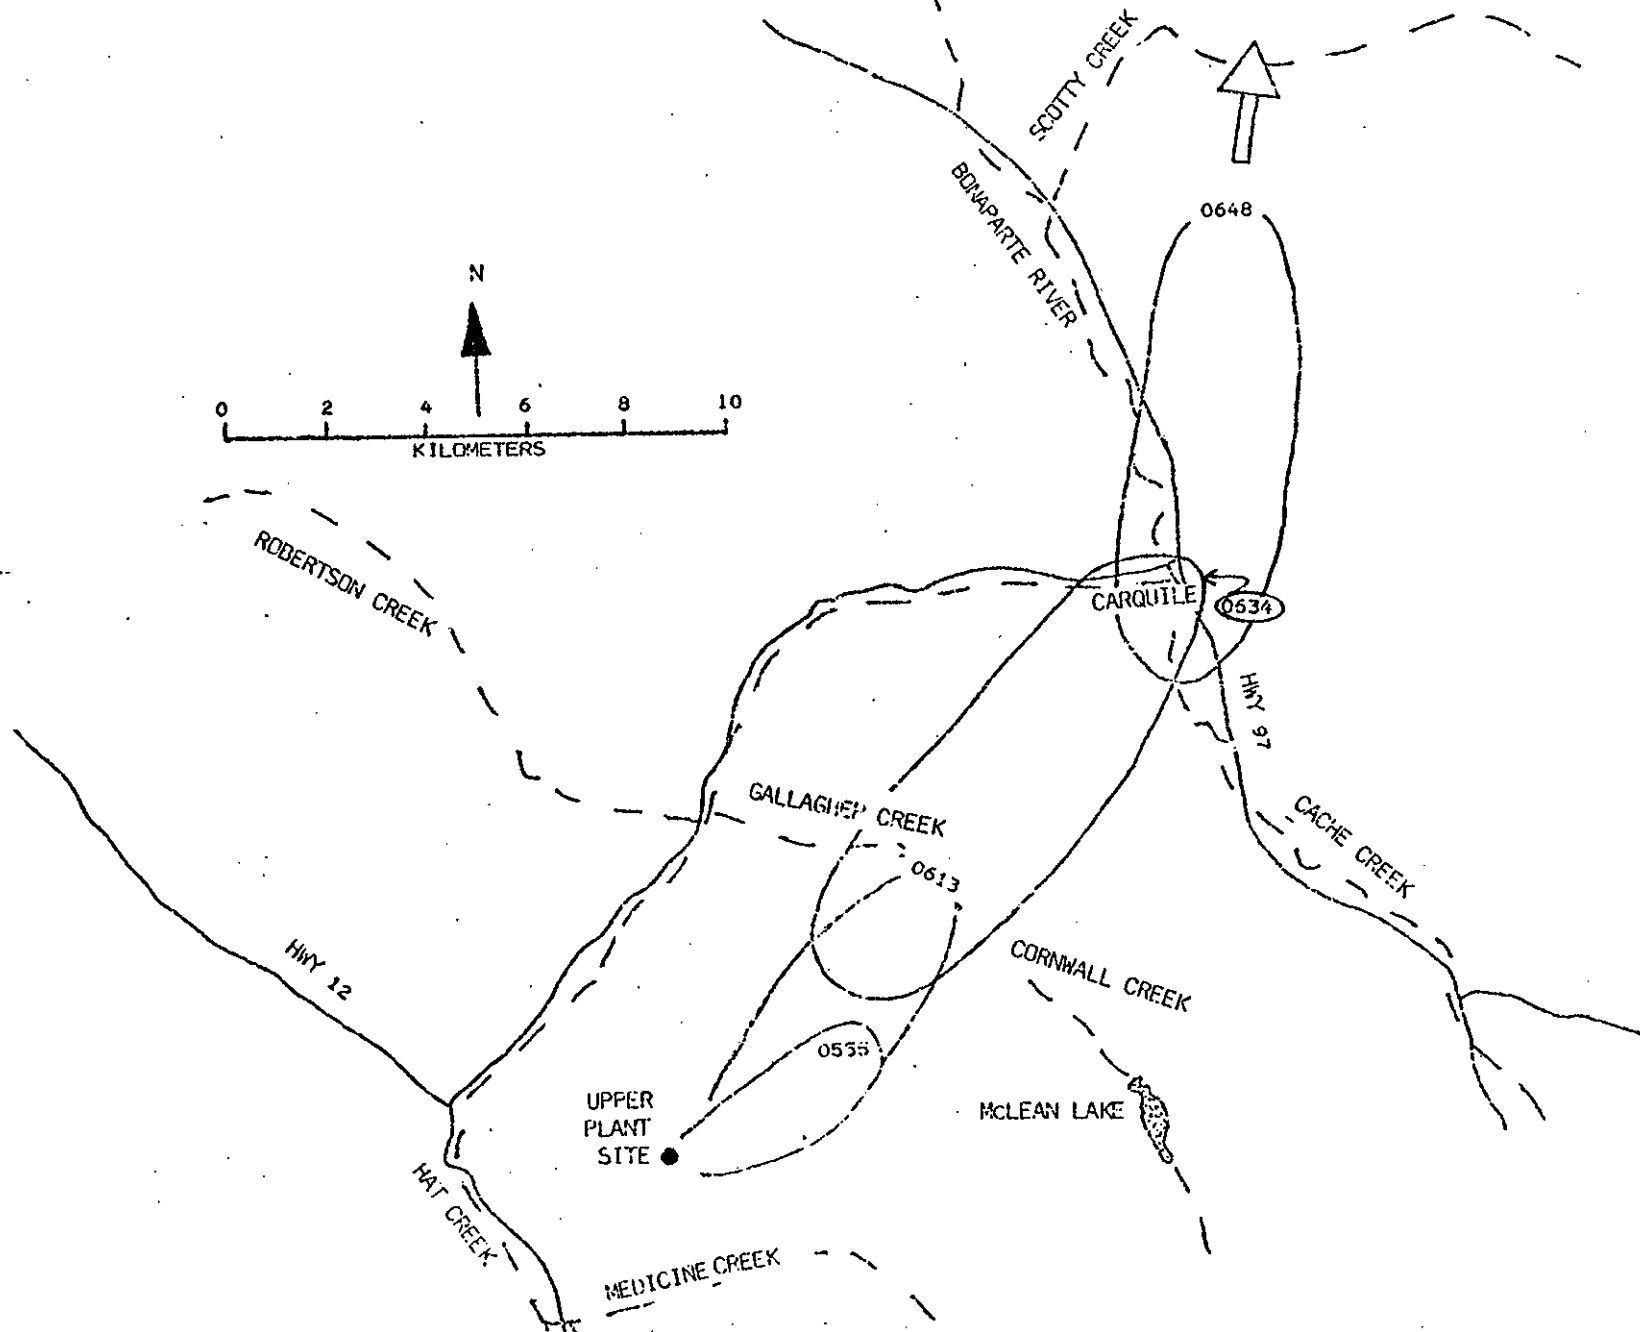 SCOTTY CREEK
BONAPARTE RIVER
0648
N
0 2 4 6 8 10
KILOMETERS
ROBERTSON CREEK
CARQUILE
0634
HWY 97
GALLAGHER CREEK
CACHE CREEK
0613
HWY 12
CORNWALL CREEK
UPPER
PLANT
SITE
MCLEAN LAKE
HAT CREEK
MEDICINE CREEK